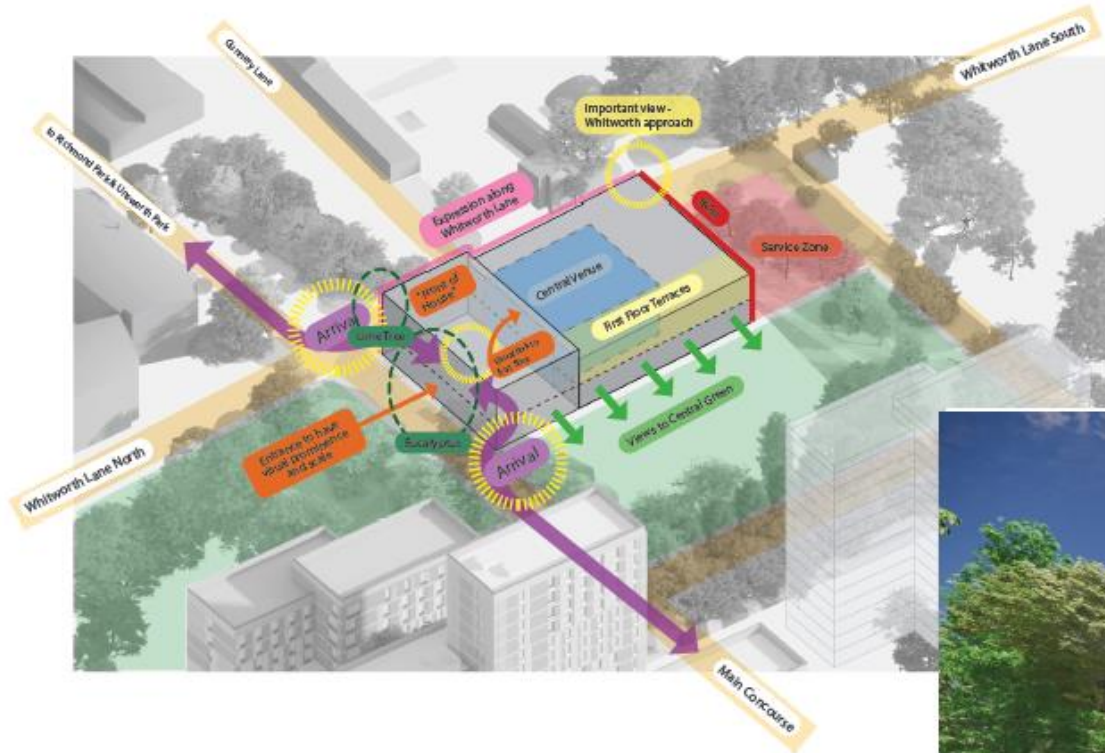 Gunnery Lane
Whitworth Lane South
to Richmond Park & Unsworth Park
Important view -
Whitworth approach
Expression along
Whitworth Lane
Service Zone
"Front of
House"
Central Venue
First Floor Terraces
Arrival
Lime Tree
Views to Central Green
Eucalyptus
Entrance to have
visual prominence
and scale
Arrival
Whitworth Lane North
Main Concourse